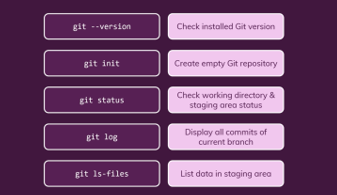 git --version
Check installed Git version
git init
Create empty Git repository
git status
Check working directory &
staging area status
git log
Display all commits of
current branch
git ls-files
List data in staging area